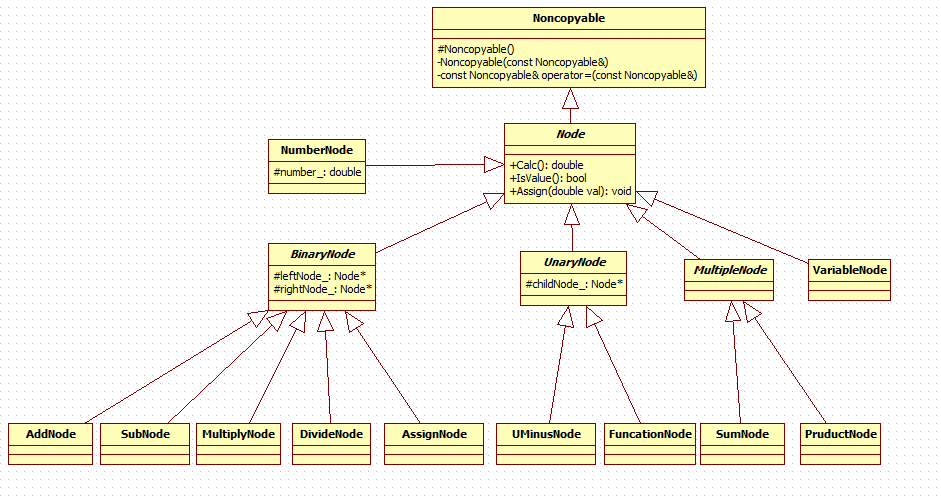 Noncopyable
#Noncopyable()
-Noncopyable(const Noncopyable&)
-const Noncopyable& operator=(const Noncopyable&)
Node
+Calc(): double
+IsValue(): bool
+Assign(double val): void
NumberNode
#number_: double
BinaryNode
#leftNode_: Node*
#rightNode_: Node*
UnaryNode
#childNode_: Node*
MultipleNode
VariableNode
AddNode
SubNode
MultiplyNode
DivideNode
AssignNode
UMinusNode
FuncationNode
SumNode
PruductNode